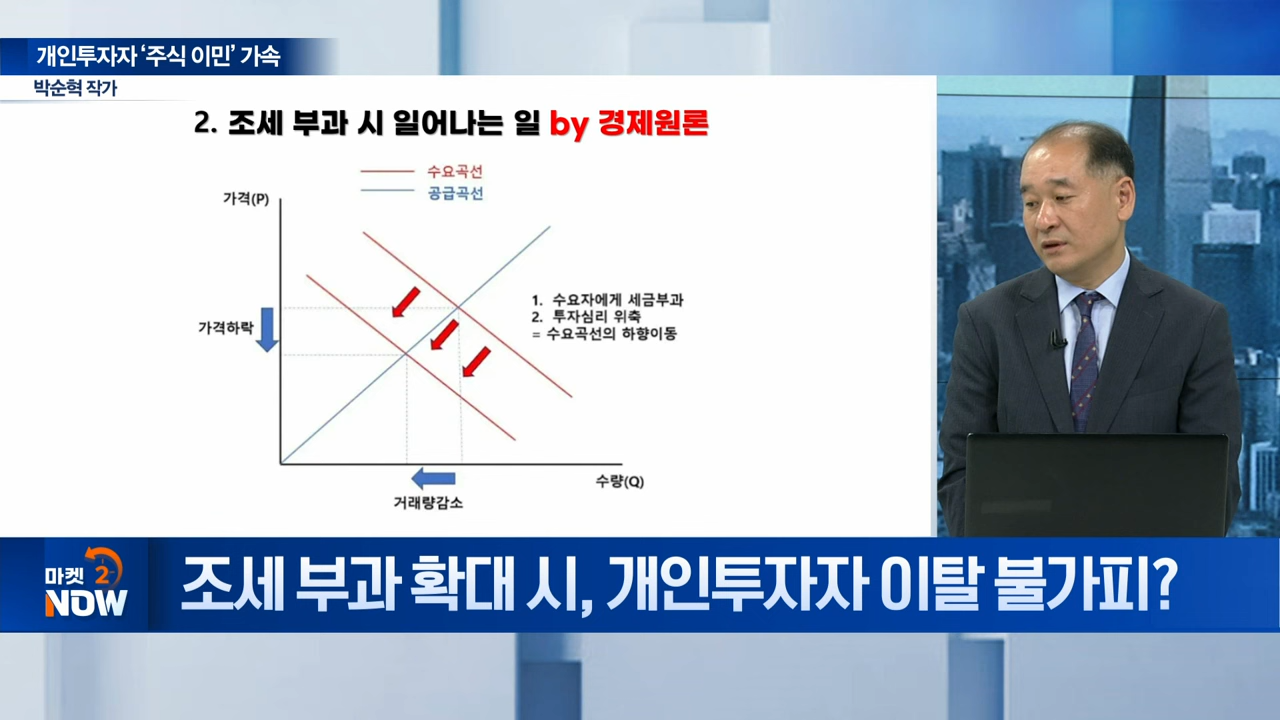 개인투자자 ‘주식 이민’ 가속
박순혁 작가
2. 조세 부과 시 일어나는 일 by 경제원론
수요곡선
공급곡선
가격(P)
1. 수요자에게 세금부과
2. 투자심리 위축
= 수요곡선의 하향이동
가격하락
수량(Q)
거래량감소
마켓 2
NOW
조세 부과 확대 시, 개인투자자 이탈 불가피?